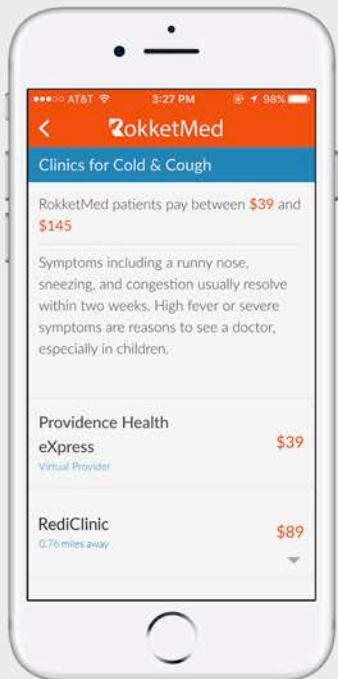 AT&T 3:27 PM 98%
RokketMed
Clinics for Cold & Cough
RokketMed patients pay between $39 and
$145
Symptoms including a runny nose,
sneezing, and congestion usually resolve
within two weeks. High fever or severe
symptoms are reasons to see a doctor,
especially in children.
Providence Health
eXpress
$39
Virtual Provider
RediClinic
$89
0.76 miles away